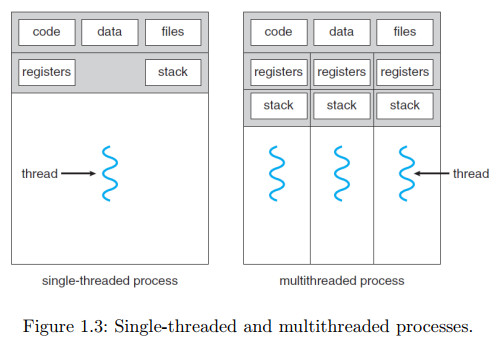 code data files
registers stack
thread
single-threaded process
code data files
registers registers registers
stack stack stack
thread
multithreaded process
Figure 1.3: Single-threaded and multithreaded processes.